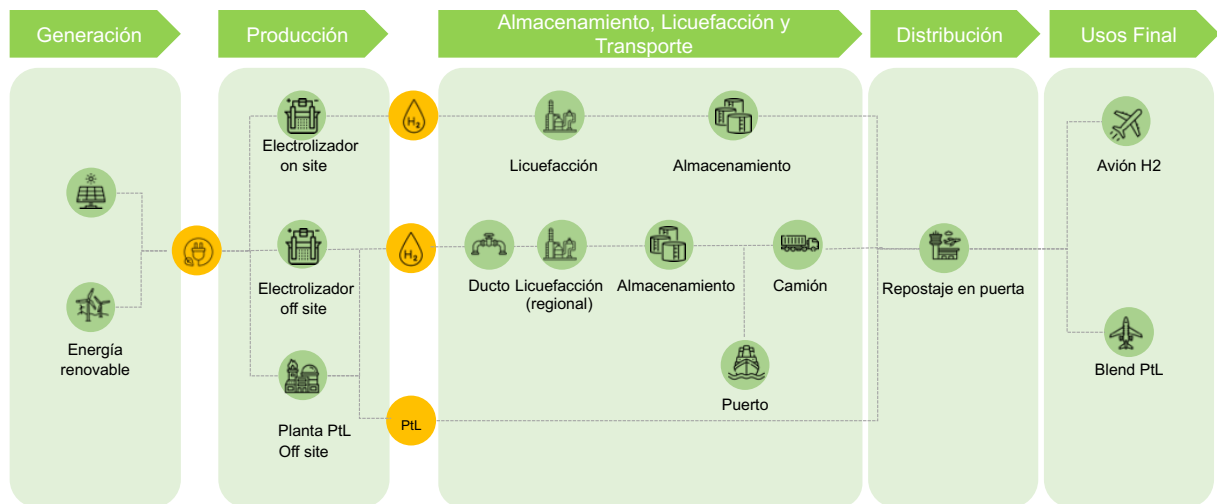 Generación
Producción
Almacenamiento, Licuefacción y
Transporte
Distribución
Usos Final
Energía
renovable
Electrolizador
on site
Electrolizador
off site
Planta PtL
Off site
H₂
H₂
PtL
Licuefacción
Almacenamiento
Ducto
Licuefacción
(regional)
Almacenamiento
Camión
Puerto
Repostaje en puerta
Avión H2
Blend PtL